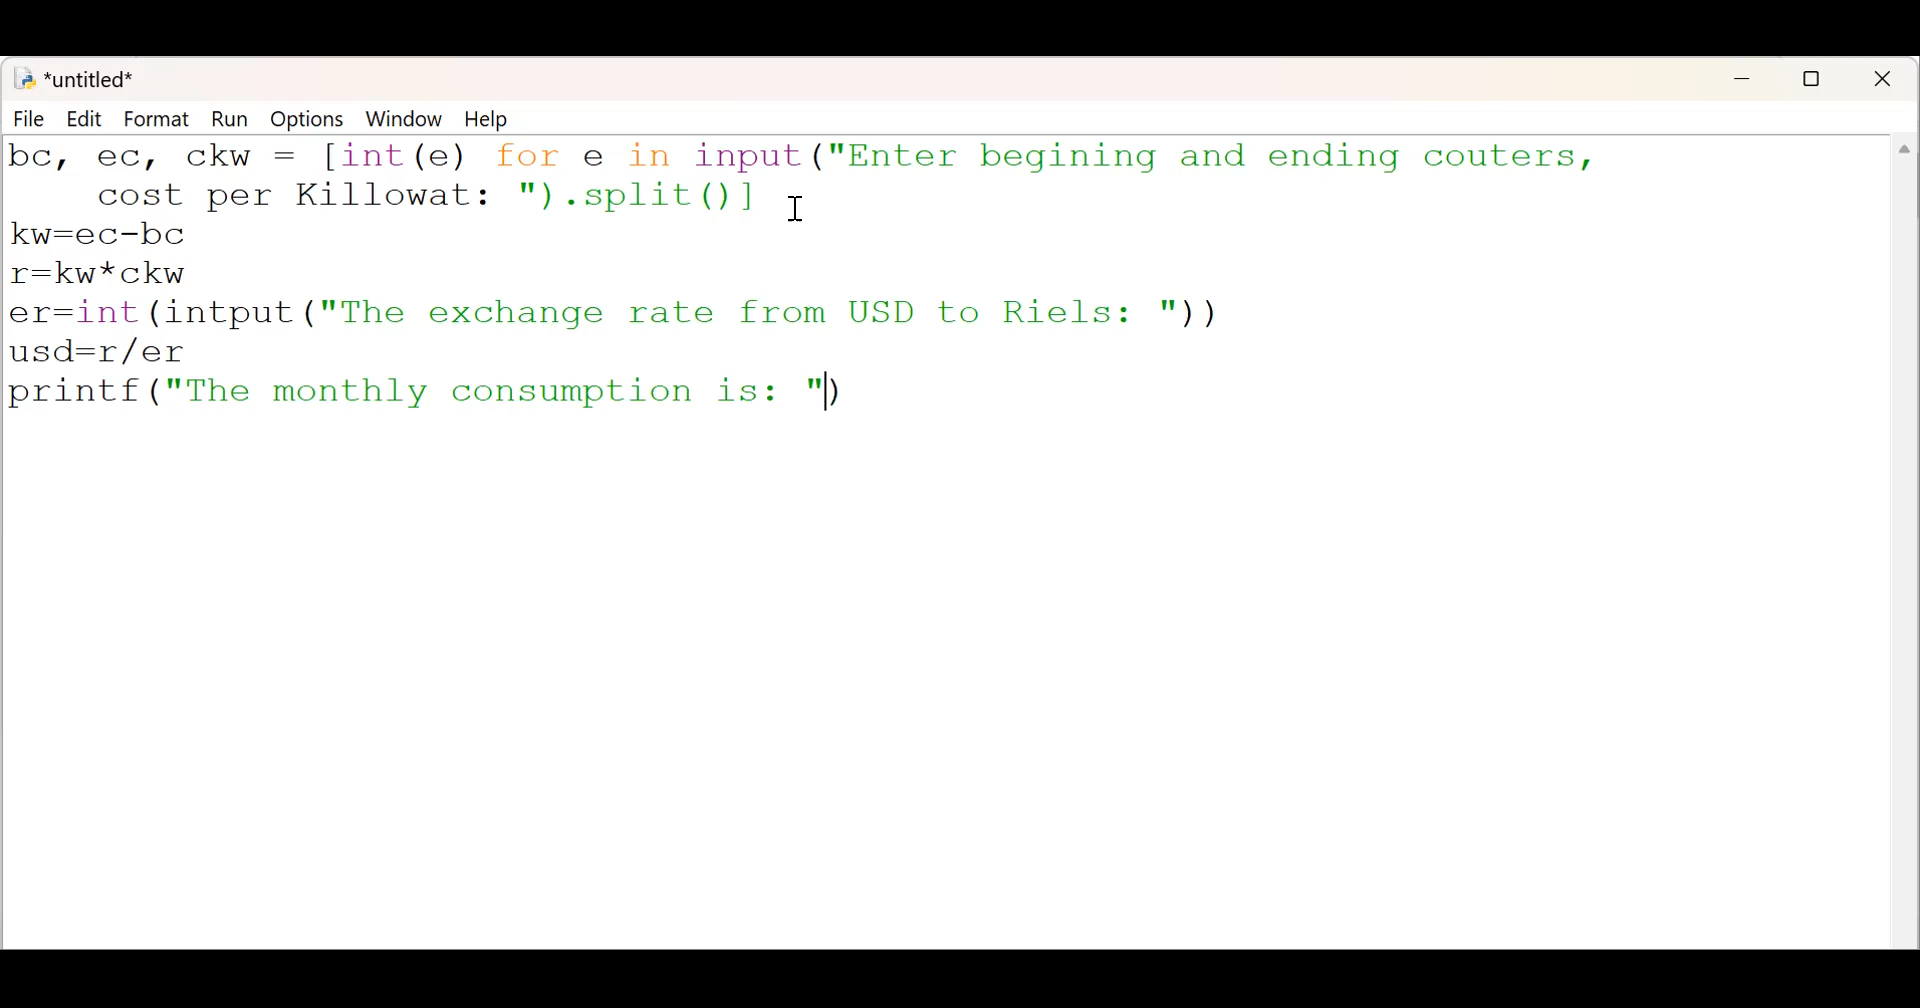 *untitled*
File Edit Format Run Options Window Help
bc, ec, ckw = [int(e) for e in input("Enter begining and ending couters,
    cost per Killowat: ").split()]
kw=ec-bc
r=kw*ckw
er=int(intput("The exchange rate from USD to Riels: "))
usd=r/er
printf("The monthly consumption is: ")